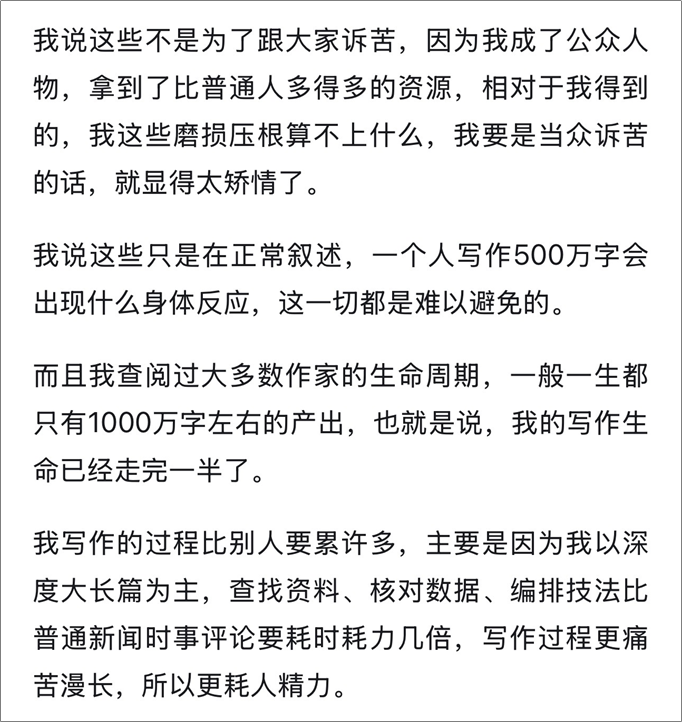 我说这些不是为了跟大家诉苦，因为我成了公众人
物，拿到了比普通人多得多的资源，相对于我得到
的，我这些磨损压根算不上什么，我要是当众诉苦
的话，就显得太矫情了。
我说这些只是在正常叙述，一个人写作500万字会
出现什么身体反应，这一切都是难以避免的。
而且我查阅过大多数作家的生命周期，一般一生都
只有1000万字左右的产出，也就是说，我的写作生
命已经走完一半了。
我写作的过程比别人要累许多，主要是因为我以深
度大长篇为主，查找资料、核对数据、编排技法比
普通新闻时事评论要耗时耗力几倍，写作过程更痛
苦漫长，所以更耗人精力。